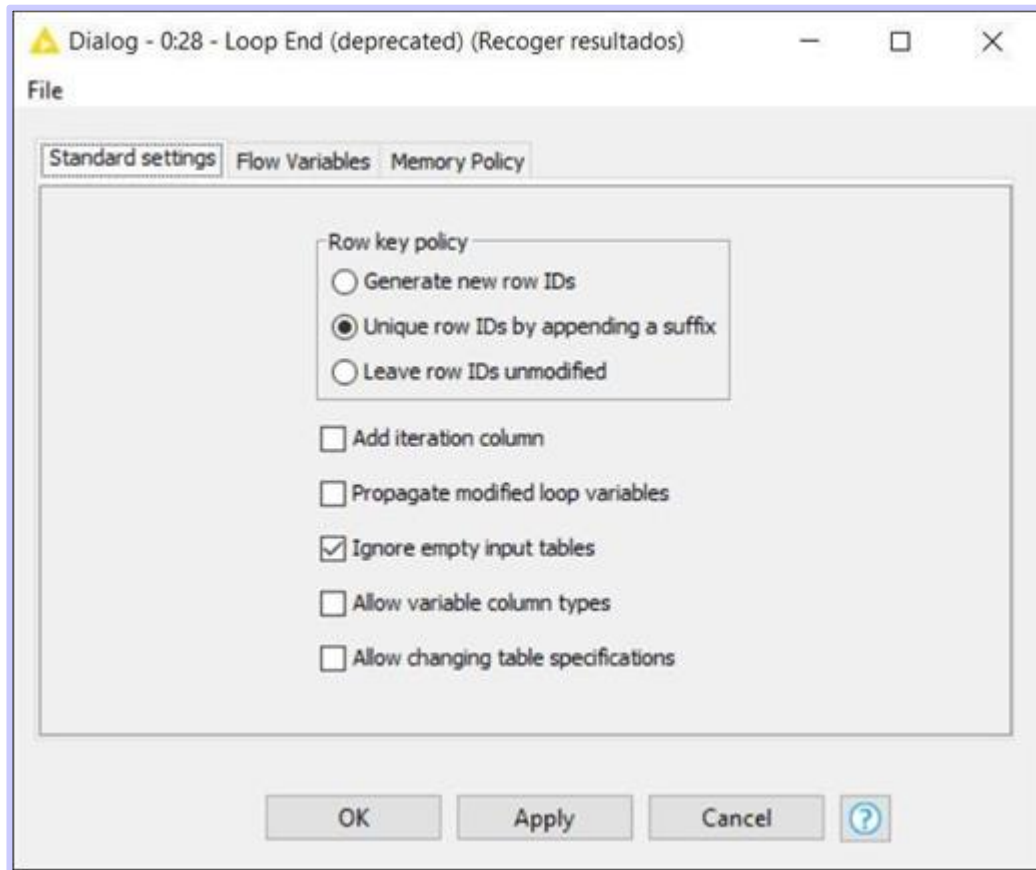 Dialog - 0:28 - Loop End (deprecated) (Recoger resultados)
File
Standard settings Flow Variables Memory Policy
Row key policy
Generate new row IDs
Unique row IDs by appending a suffix
Leave row IDs unmodified
Add iteration column
Propagate modified loop variables
Ignore empty input tables
Allow variable column types
Allow changing table specifications
OK Apply Cancel ?